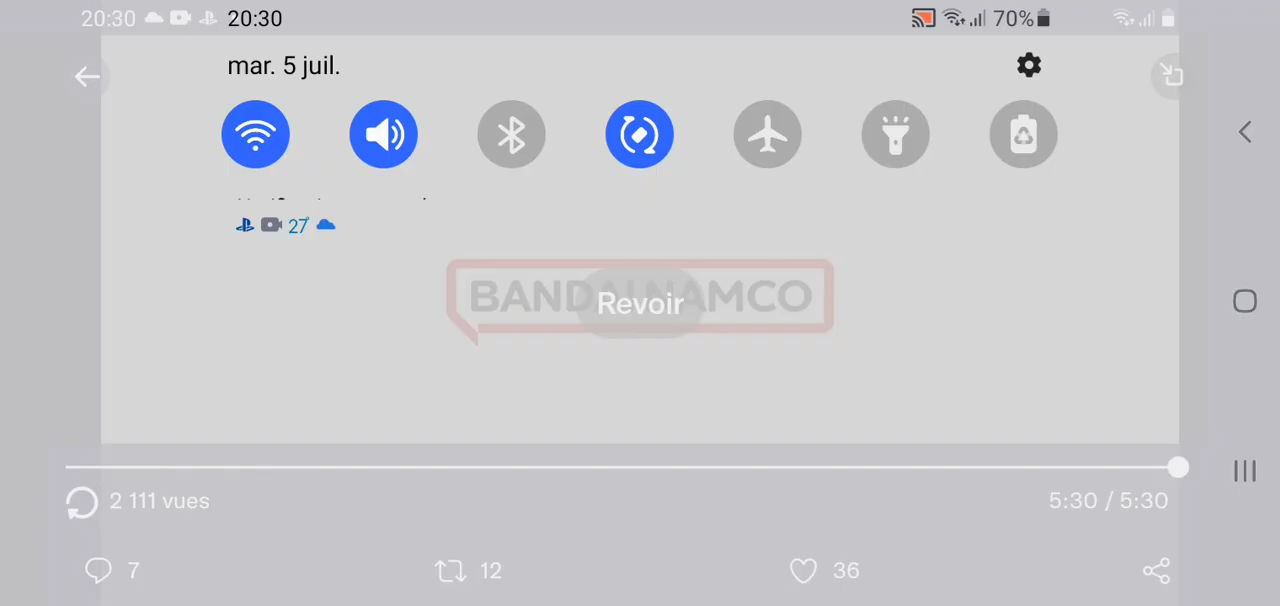 20:30 20:30 70%
mar. 5 juil.
27°
BANDAI NAMCO
Revoir
2 111 vues 5:30 / 5:30
7 12 36